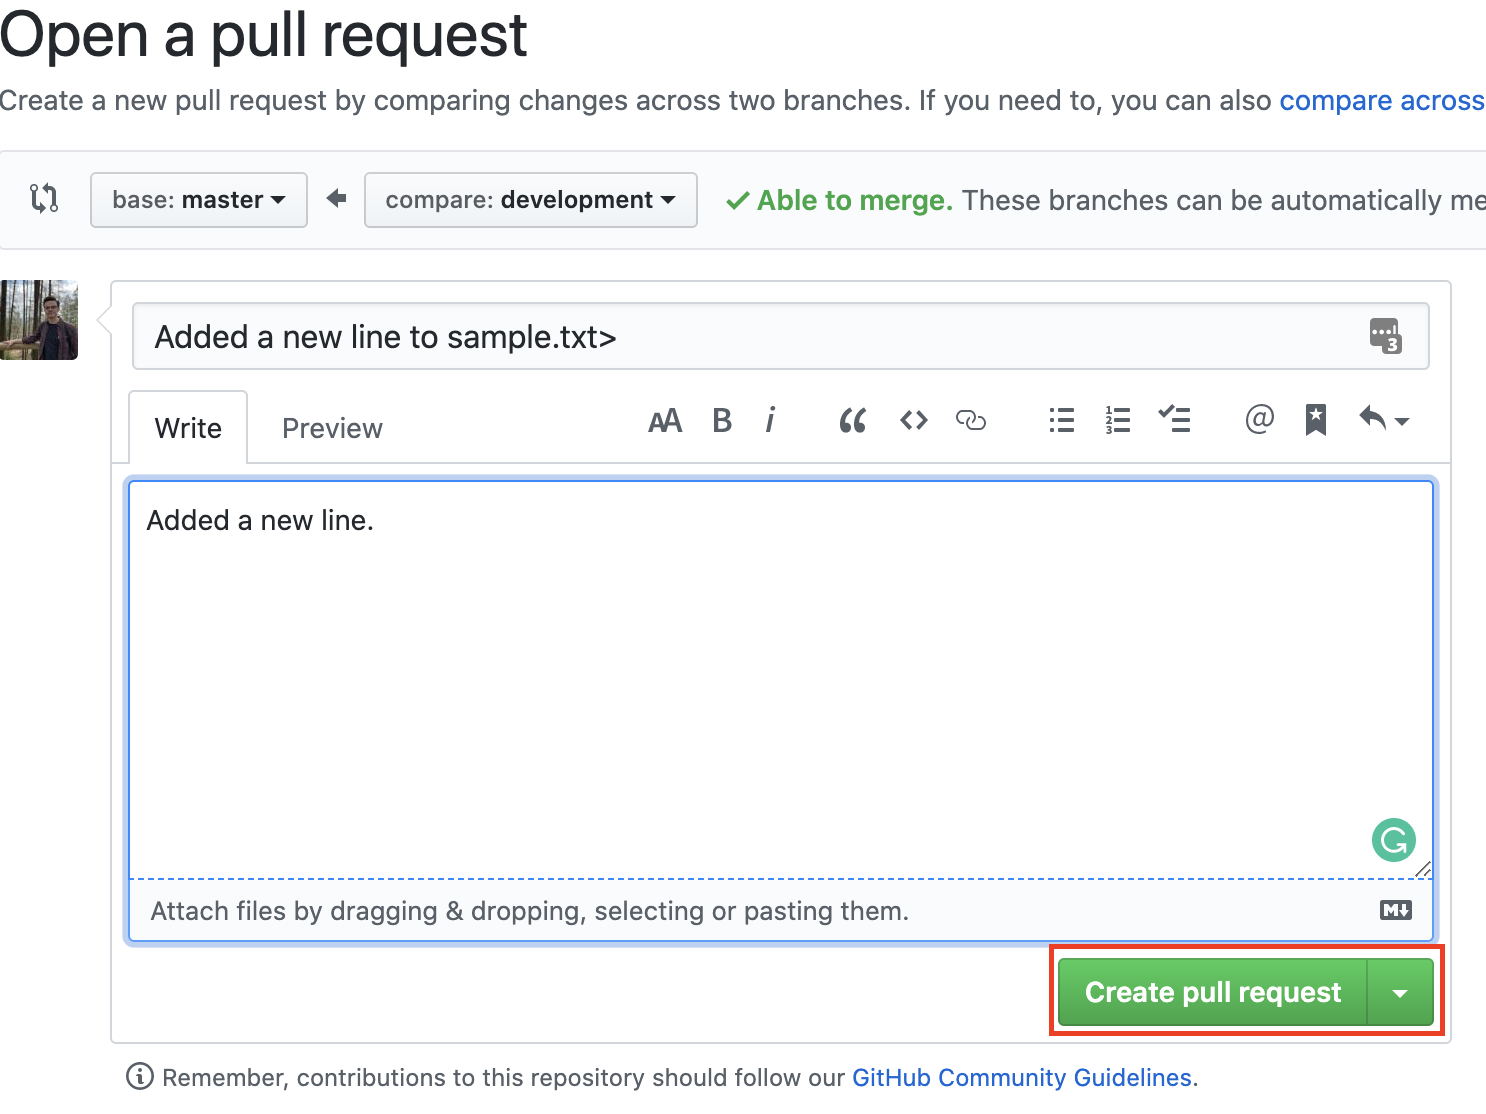 Open a pull request
Create a new pull request by comparing changes across two branches. If you need to, you can also compare across
base: master compare: development Able to merge. These branches can be automatically me
Added a new line to sample.txt>
3
Write Preview AA B i @
Added a new line.
Attach files by dragging & dropping, selecting or pasting them.
Create pull request
Remember, contributions to this repository should follow our GitHub Community Guidelines.